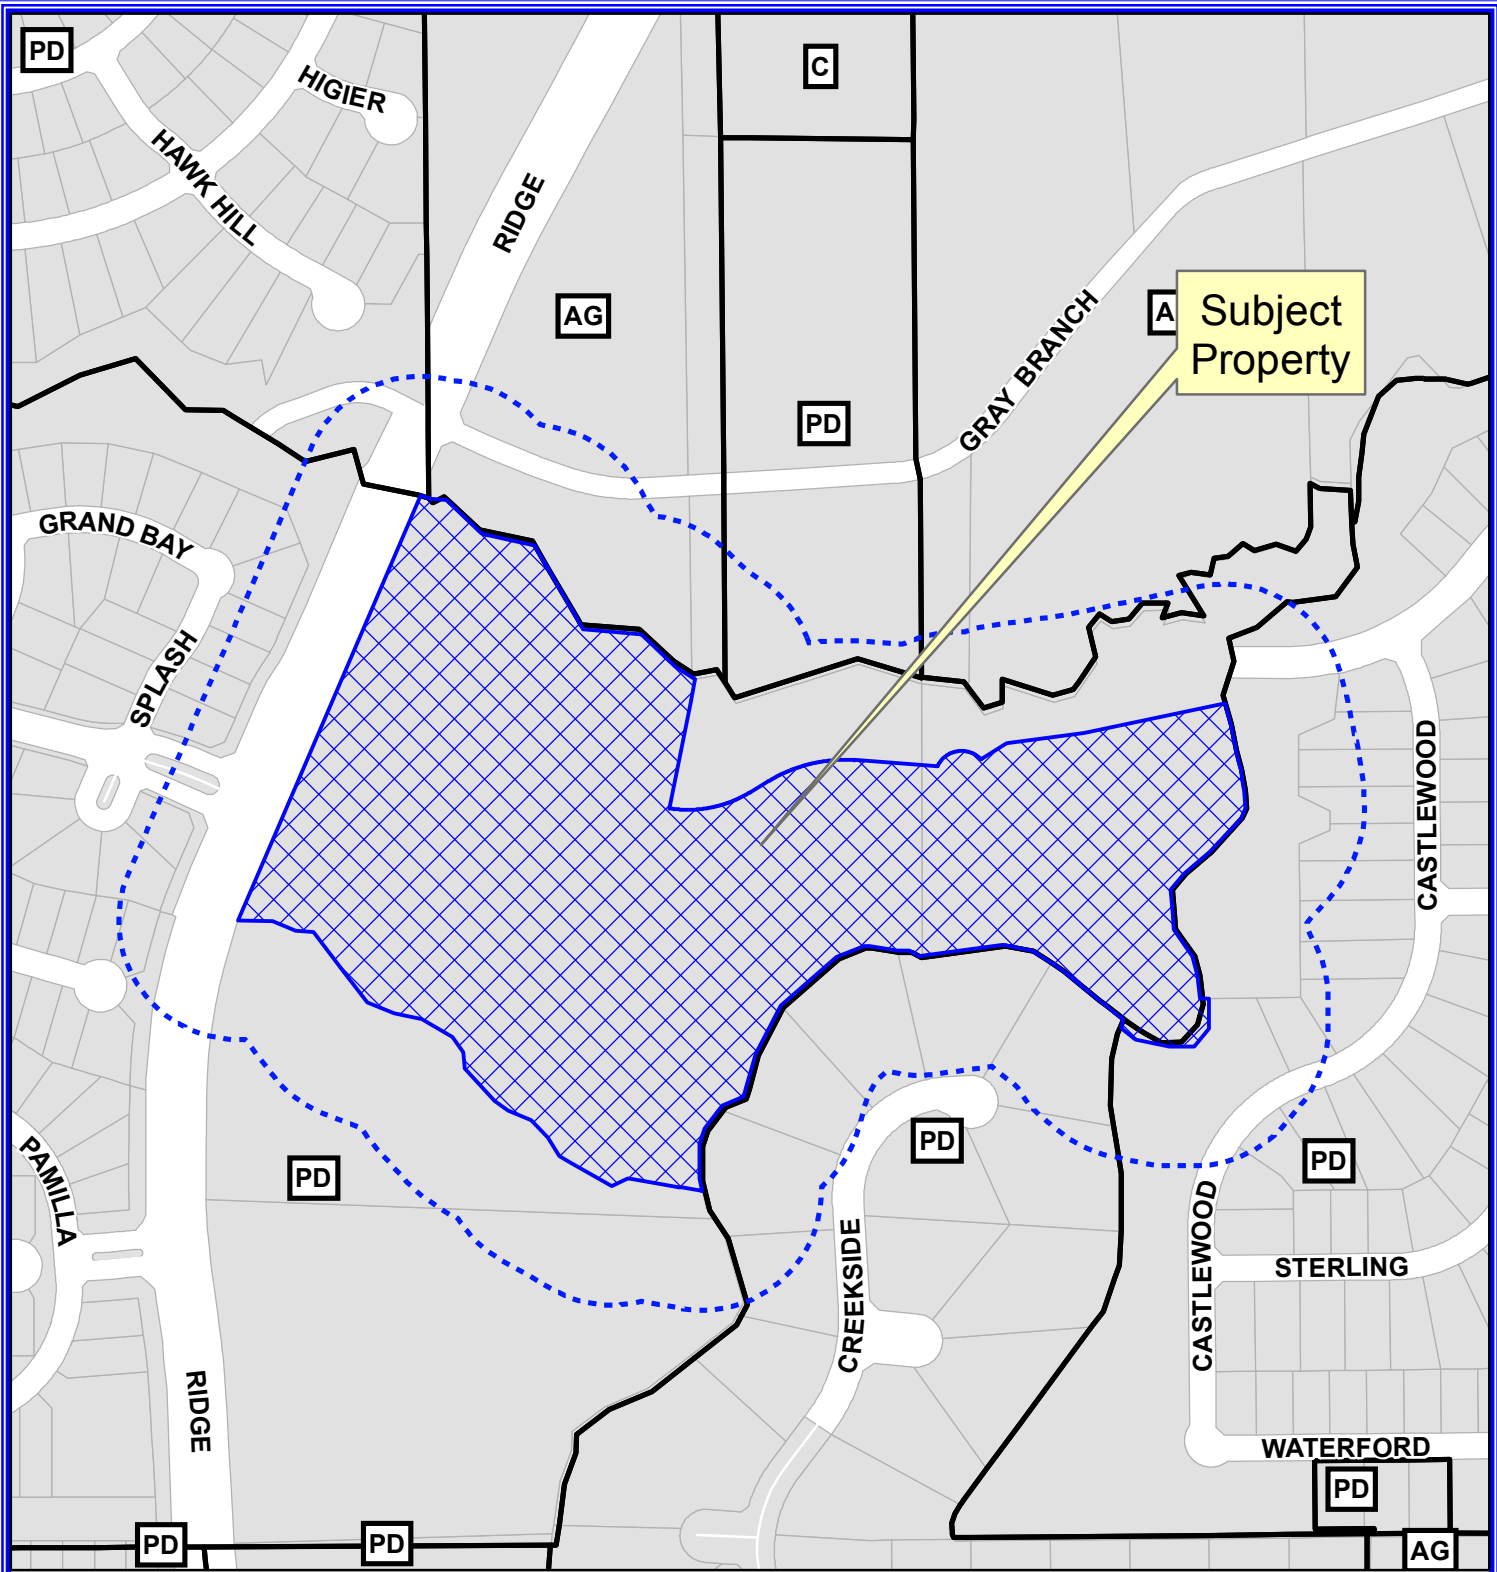 PD
C
HIGIER
HAWK HILL
RIDGE
AG
A
Subject
Property
GRAY BRANCH
PD
GRAND BAY
SPLASH
CASTLEWOOD
PD
PD
PD
PAMILLA
CREEKSIDE
CASTLEWOOD
STERLING
RIDGE
WATERFORD
PD
PD
PD
AG